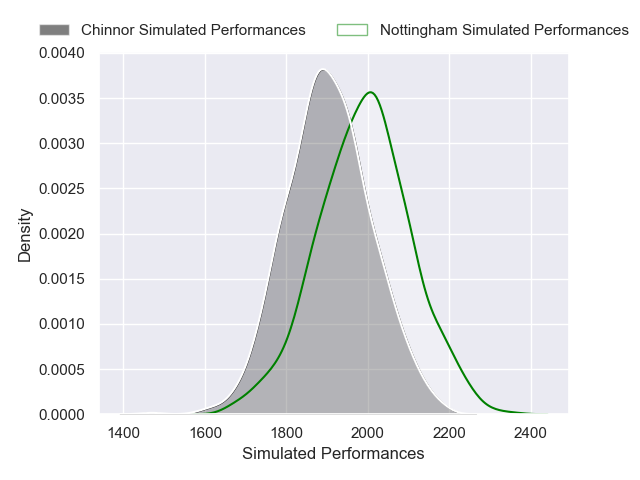 Chinnor Simulated Performances Nottingham Simulated Performances
0.0040
0.0035
0.0030
0.0025
0.0020
0.0015
0.0010
0.0005
0.0000
Density
1400 1600 1800 2000 2200 2400
Simulated Performances